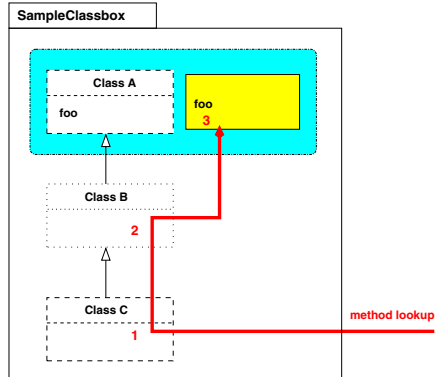 SampleClassbox
Class A
foo
foo
3
Class B
2
Class C
method lookup
1